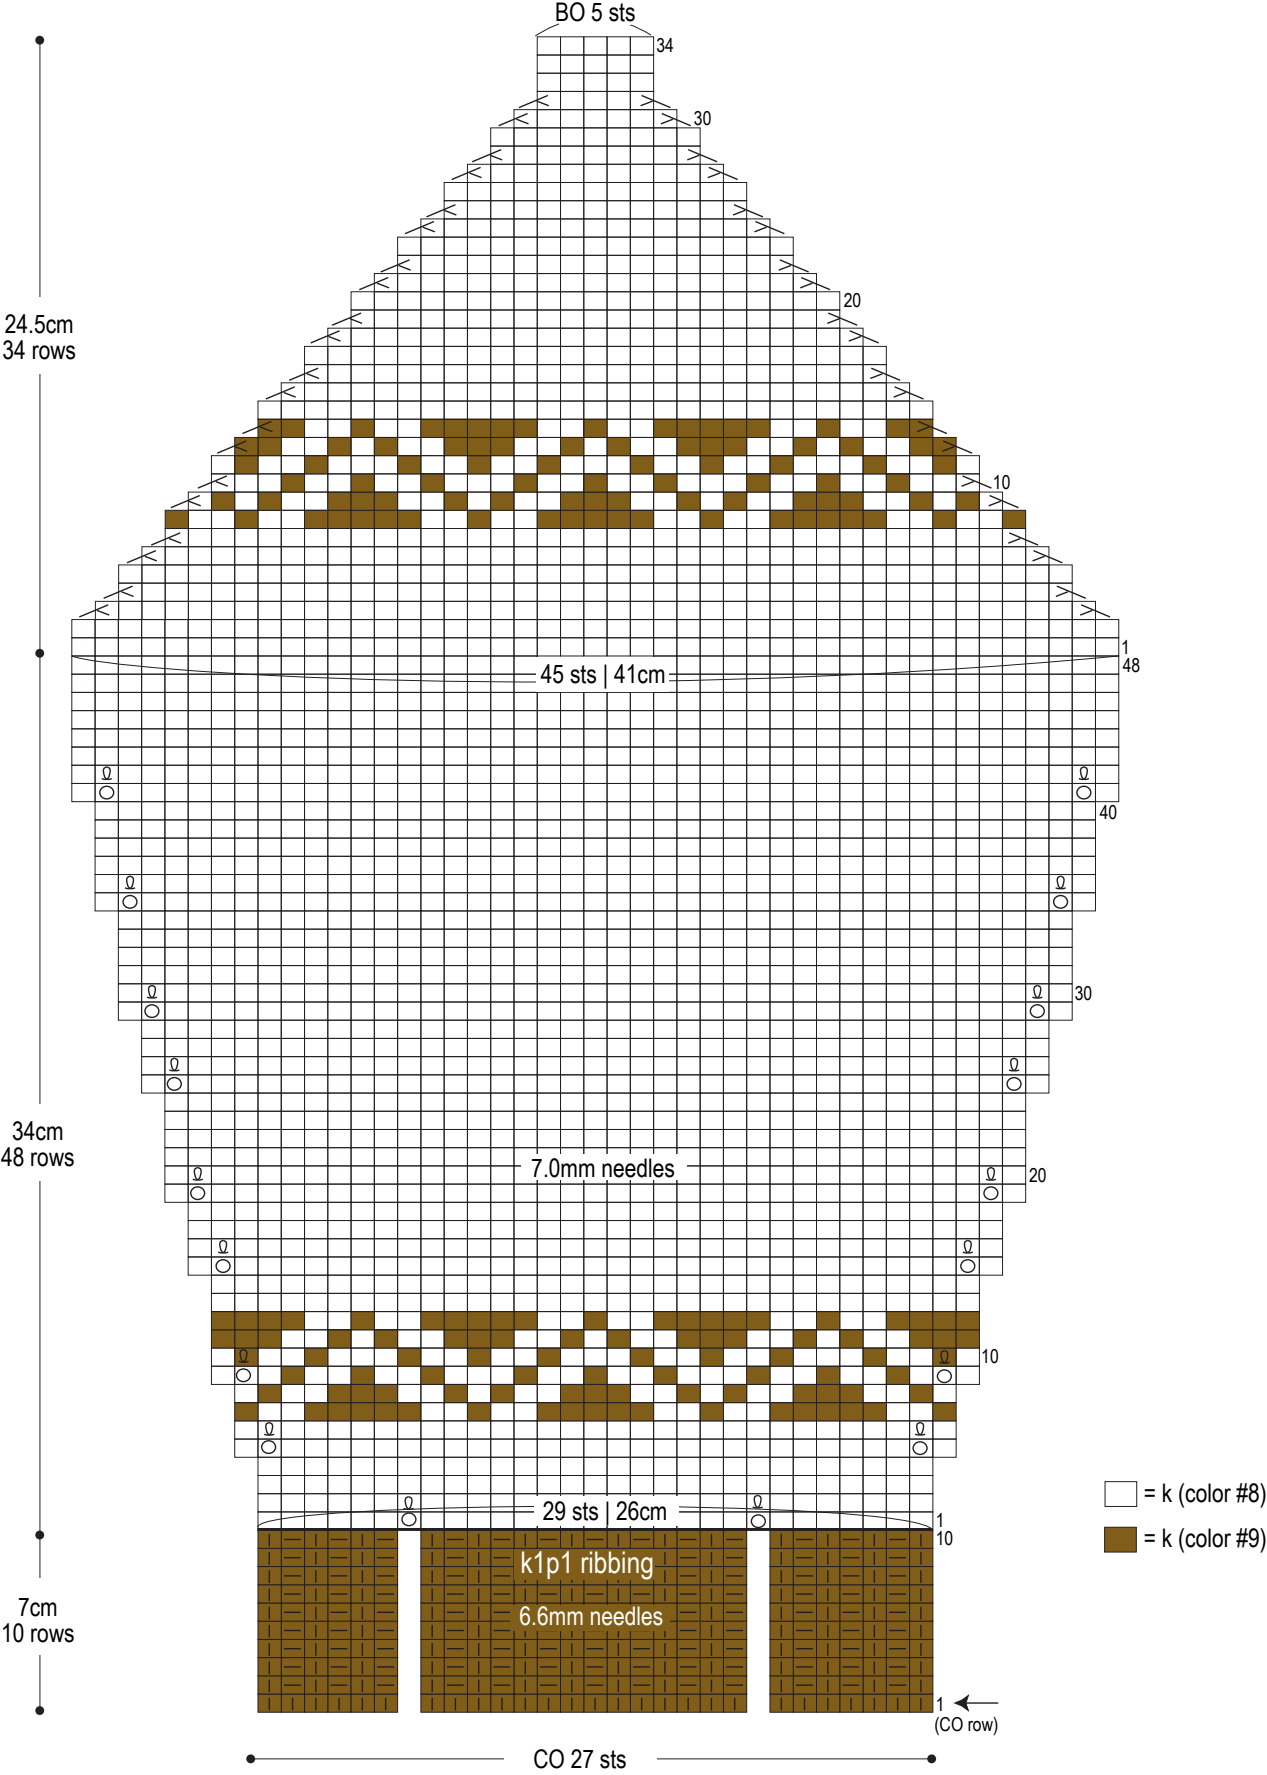 BO 5 sts
34
30
20
24.5cm
34 rows
10
1
48
45 sts | 41cm
40
30
34cm
48 rows
7.0mm needles
20
10
29 sts | 26cm
1
10
= k (color #8)
= k (color #9)
k1p1 ribbing
6.6mm needles
7cm
10 rows
1
(CO row)
CO 27 sts